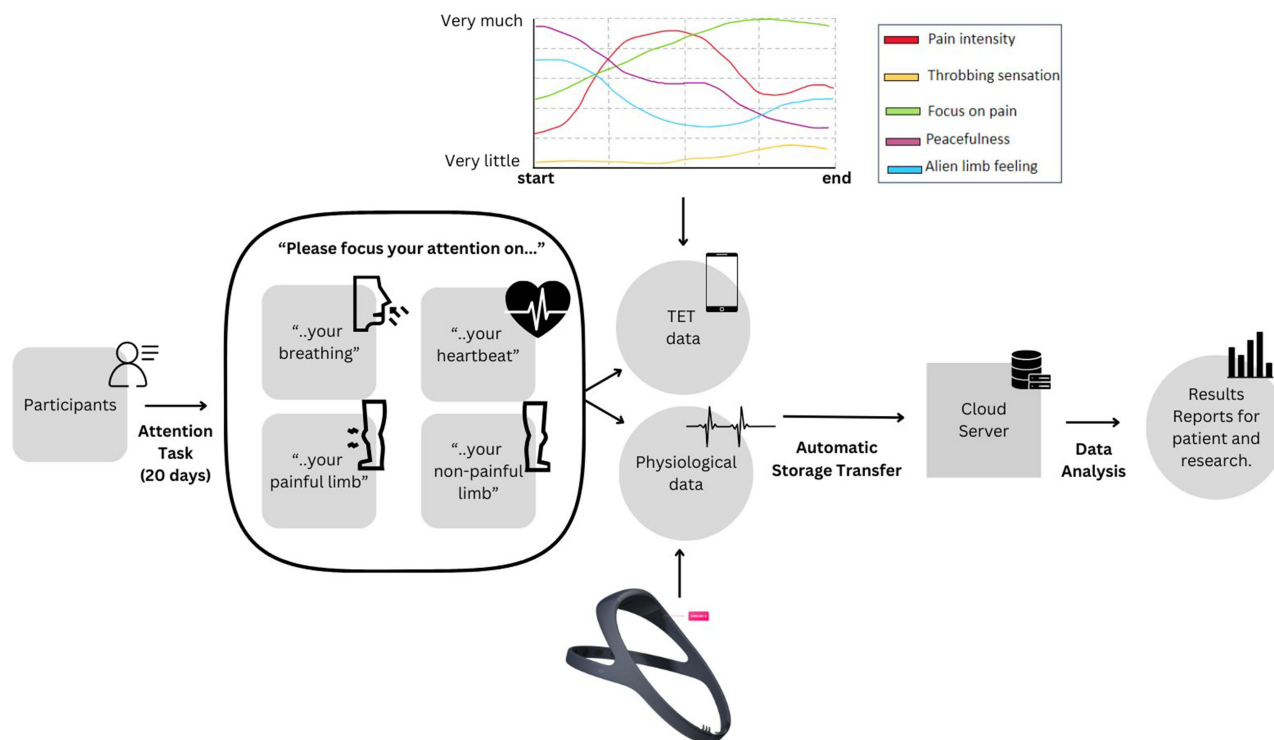 Very much
Very little
start
end
Pain intensity
Throbbing sensation
Focus on pain
Peacefulness
Alien limb feeling
“Please focus your attention on...”
“..your
breathing”
“..your
heartbeat”
“..your
painful limb”
“..your
non-painful
limb”
Participants
Attention
Task
(20 days)
TET
data
Physiological
data
Automatic
Storage Transfer
Cloud
Server
Data
Analysis
Results
Reports for
patient and
research.